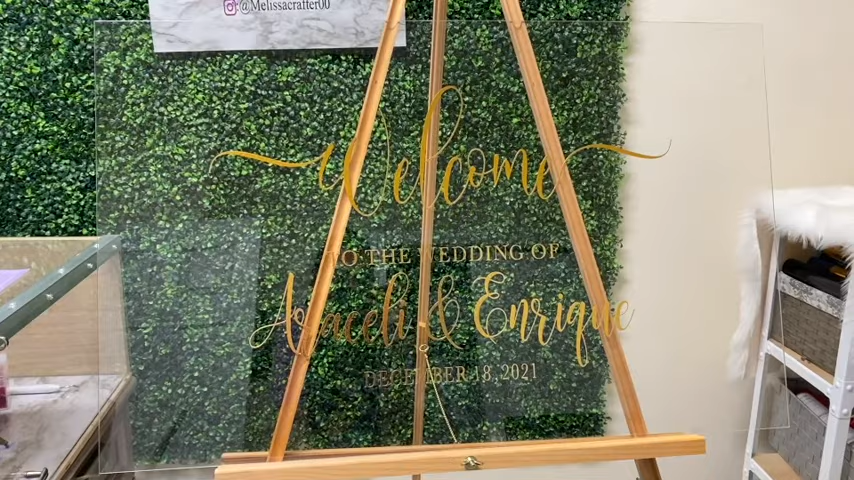 @Melissacrafter00
Welcome
TO THE WEDDING OF
Araceli & Enrique
DECEMBER 18, 2021